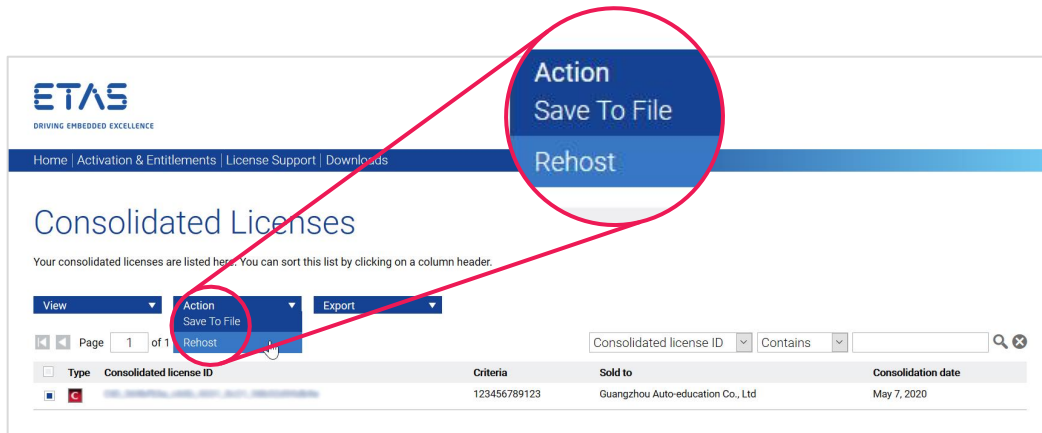 Action
Save To File
Rehost
ETAS
DRIVING EMBEDDED EXCELLENCE
Home | Activation & Entitlements | License Support | Downloads
Consolidated Licenses
Your consolidated licenses are listed here. You can sort this list by clicking on a column header.
View Action Export
Save To File
Rehost
Page 1 of 1
Consolidated license ID Contains
Type Consolidated license ID Criteria Sold to Consolidation date
C 123456789123 Guangzhou Auto-education Co., Ltd May 7, 2020